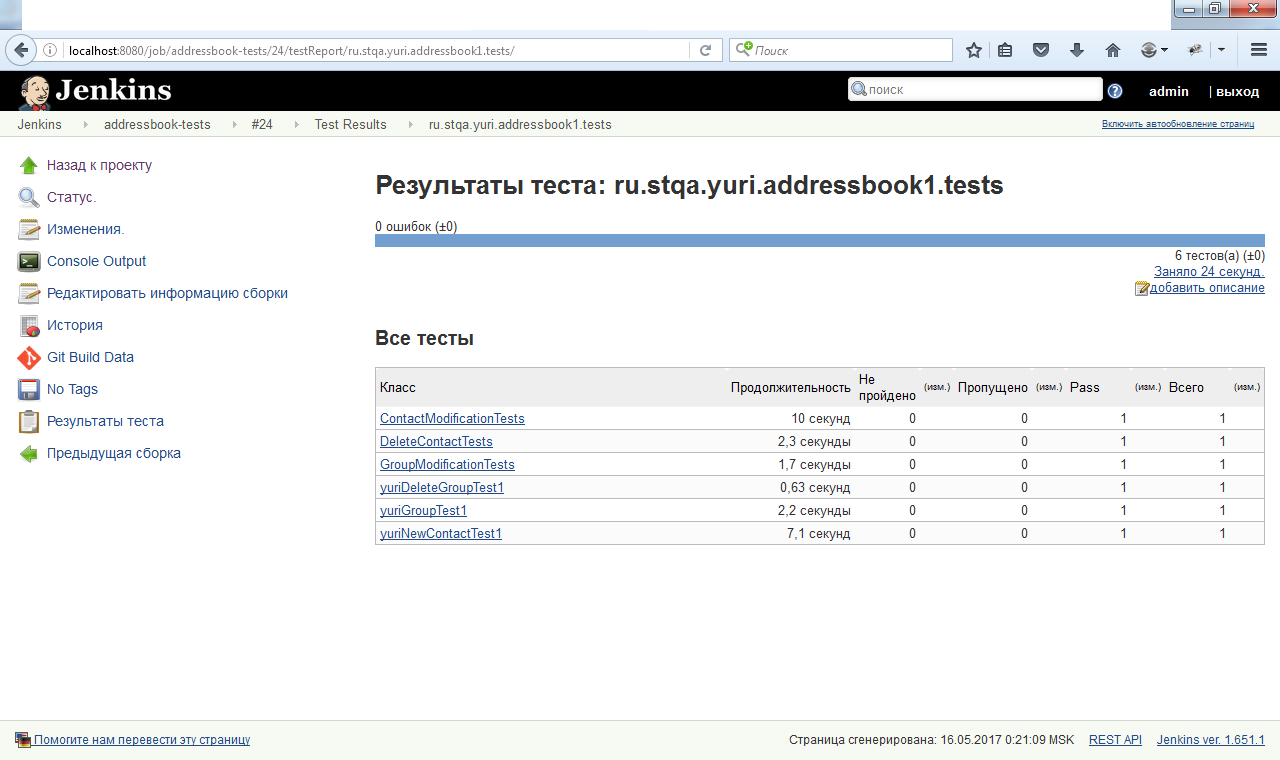 localhost:8080/job/addressbook-tests/24/testReport/ru.stqa.yuri.addressbook1.tests/
Поиск
Jenkins
поиск
admin
| выход
Jenkins
addressbook-tests
#24
Test Results
ru.stqa.yuri.addressbook1.tests
Включить автообновление страниц
Назад к проекту
Статус.
Изменения.
Console Output
Редактировать информацию сборки
История
Git Build Data
No Tags
Результаты теста
Предыдущая сборка
Результаты теста: ru.stqa.yuri.addressbook1.tests
0 ошибок (±0)
6 тестов(а) (±0)
Заняло 24 секунд.
добавить описание
Все тесты
Класс Продолжительность Не пройдено (изм.) Пропущено (изм.) Pass (изм.) Всего (изм.)
ContactModificationTests 10 секунд 0 0 1 1
DeleteContactTests 2,3 секунды 0 0 1 1
GroupModificationTests 1,7 секунды 0 0 1 1
yuriDeleteGroupTest1 0,63 секунд 0 0 1 1
yuriGroupTest1 2,2 секунды 0 0 1 1
yuriNewContactTest1 7,1 секунд 0 0 1 1
Помогите нам перевести эту страницу
Страница сгенерирована: 16.05.2017 0:21:09 MSK
REST API
Jenkins ver. 1.651.1